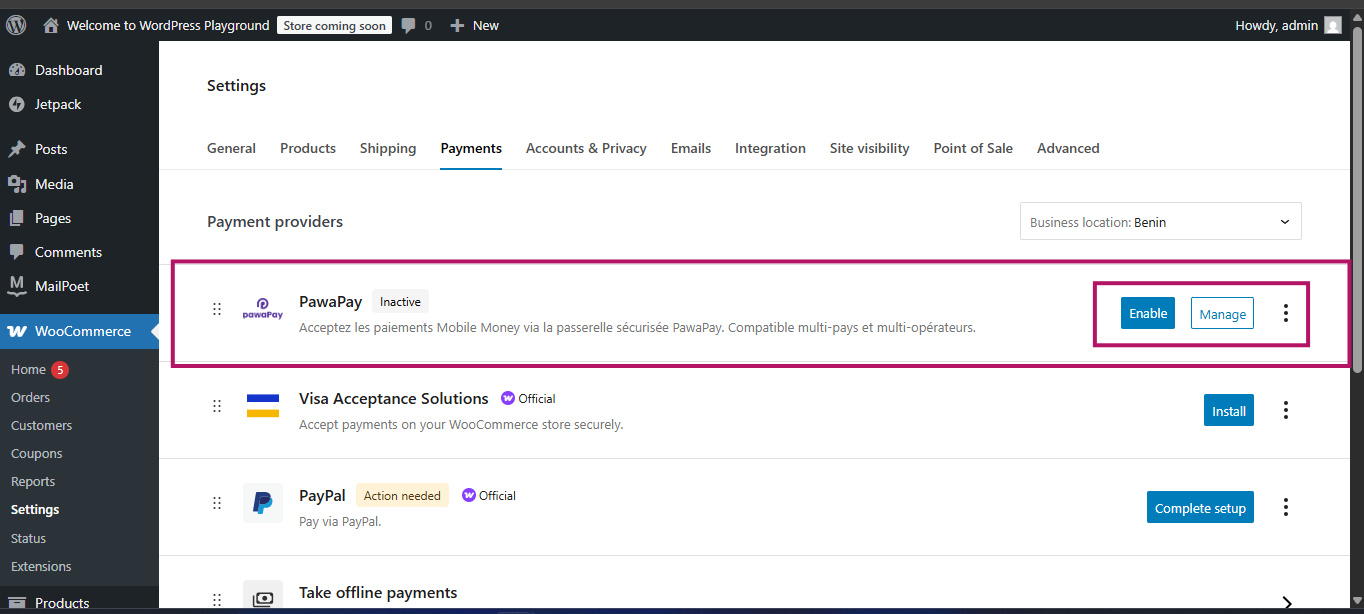 Welcome to WordPress Playground Store coming soon 0 New Howdy, admin
Dashboard
Jetpack
Posts
Media
Pages
Comments
MailPoet
WooCommerce
Home 5
Orders
Customers
Coupons
Reports
Settings
Status
Extensions
Products
Settings
General Products Shipping Payments Accounts & Privacy Emails Integration Site visibility Point of Sale Advanced
Payment providers Business location: Benin
pawaPay
PawaPay Inactive
Acceptez les paiements Mobile Money via la passerelle sécurisée PawaPay. Compatible multi-pays et multi-opérateurs.
Enable Manage
Visa Acceptance Solutions Official
Accept payments on your WooCommerce store securely.
Install
PayPal Action needed Official
Pay via PayPal.
Complete setup
Take offline payments